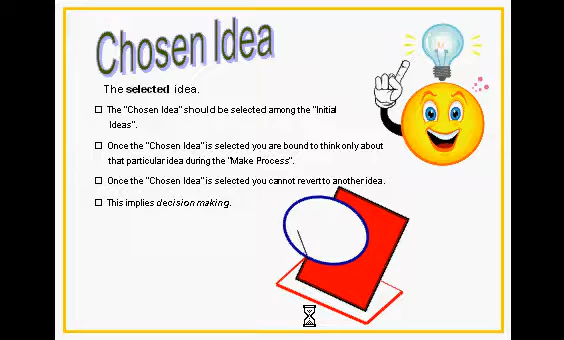 Chosen Idea
The selected idea.
The "Chosen Idea" should be selected among the "Initial
Ideas".
Once the "Chosen Idea" is selected you are bound to think only about
that particular idea during the "Make Process".
Once the "Chosen Idea" is selected you cannot revert to another idea.
This implies decision making.